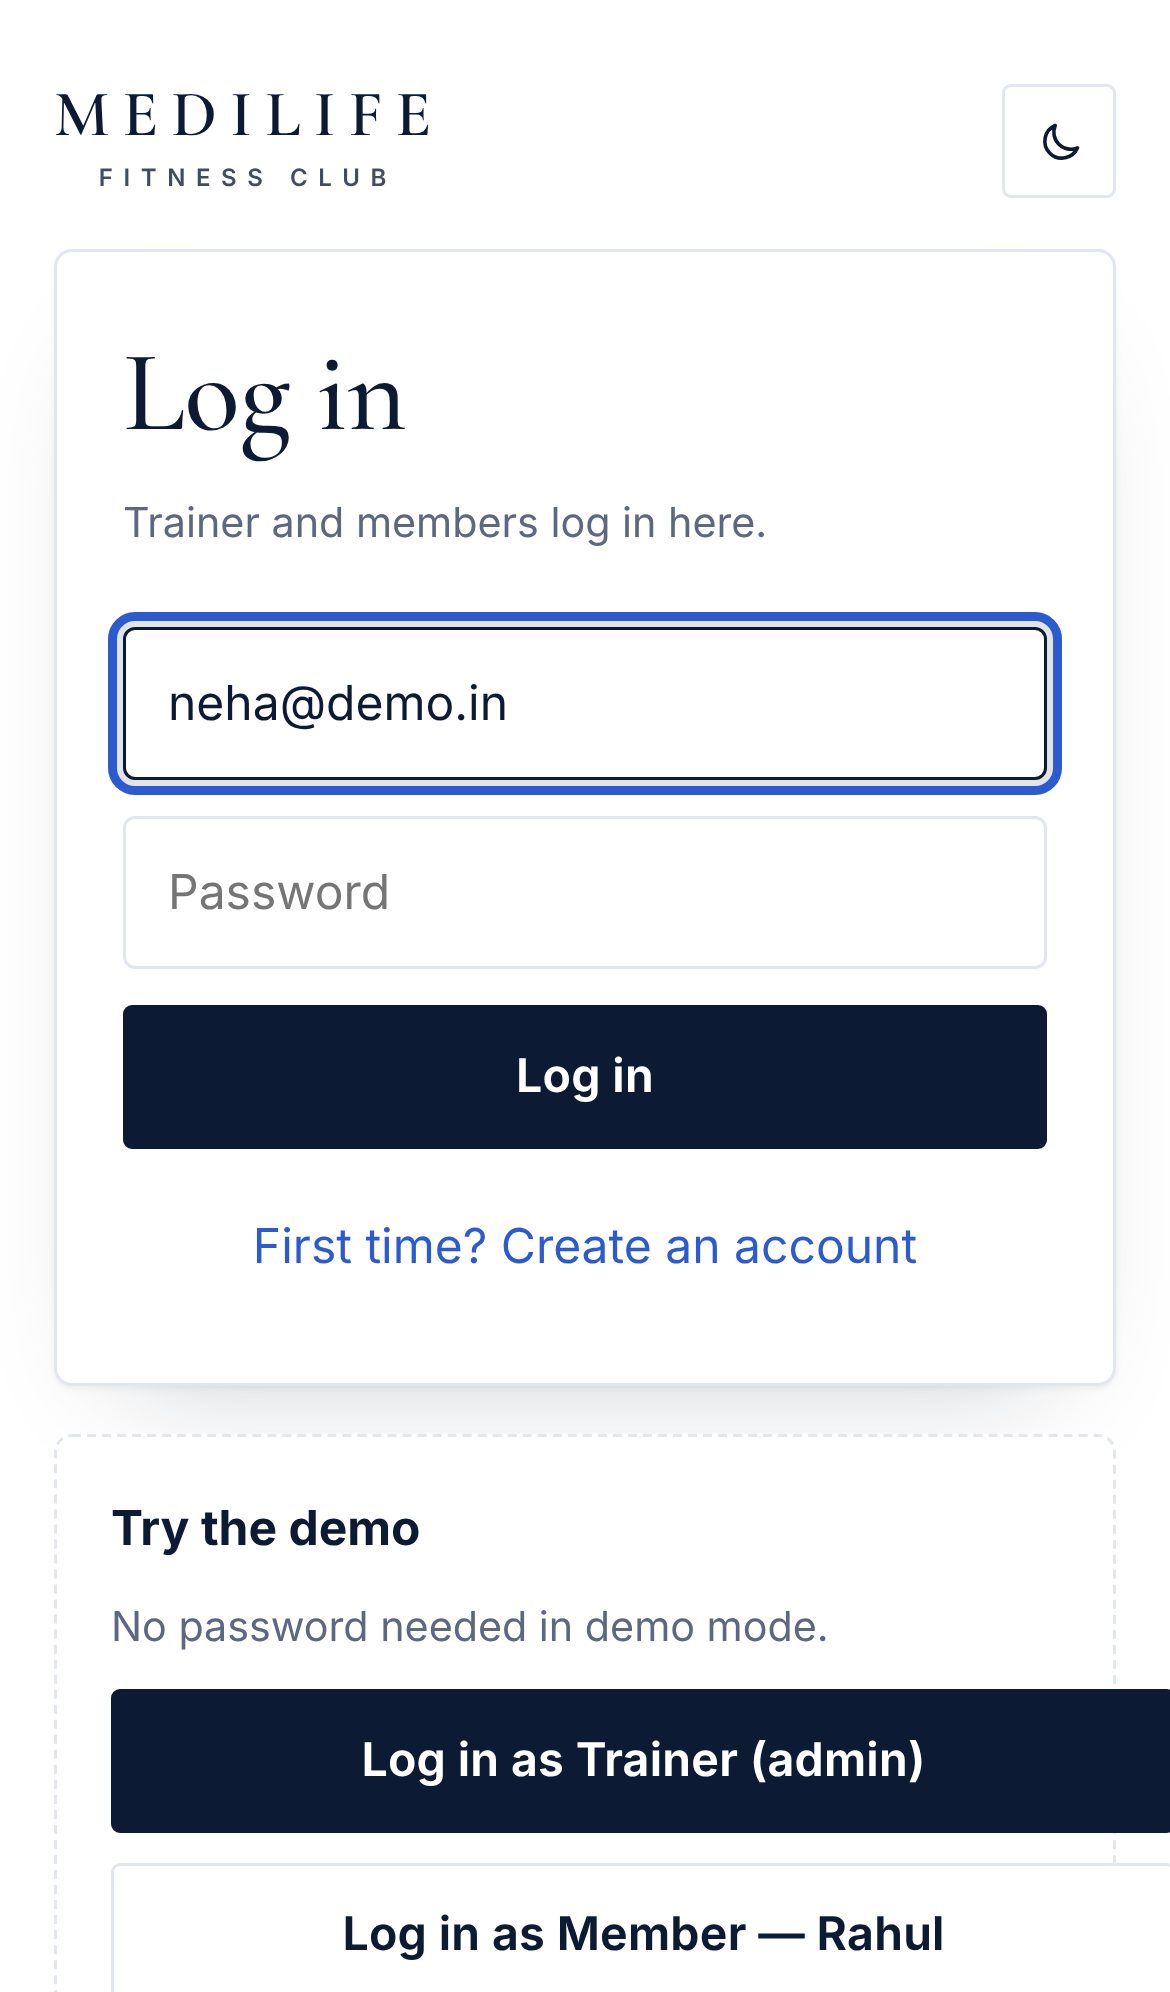 MEDILIFE
FITNESS CLUB
Log in
Trainer and members log in here.
neha@demo.in
Password
Log in
First time? Create an account
Try the demo
No password needed in demo mode.
Log in as Trainer (admin)
Log in as Member — Rahul